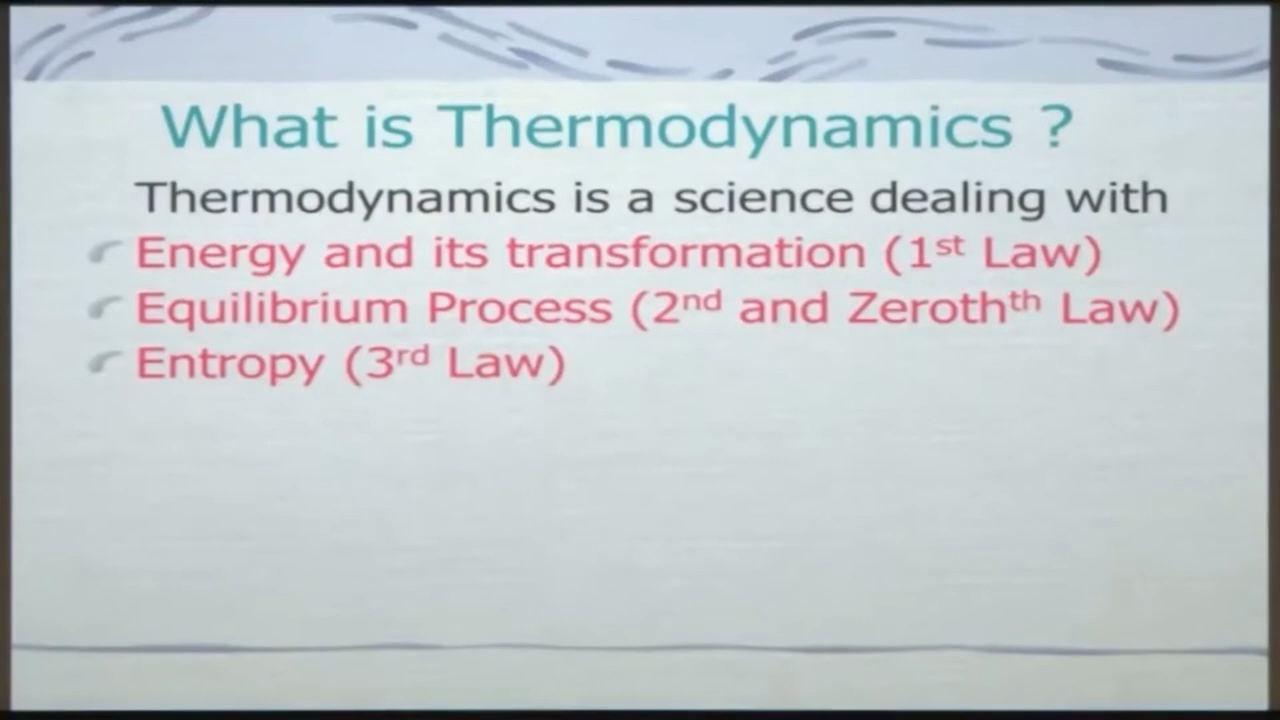 What is Thermodynamics ?
Thermodynamics is a science dealing with
Energy and its transformation (1st Law)
Equilibrium Process (2nd and Zerothth Law)
Entropy (3rd Law)